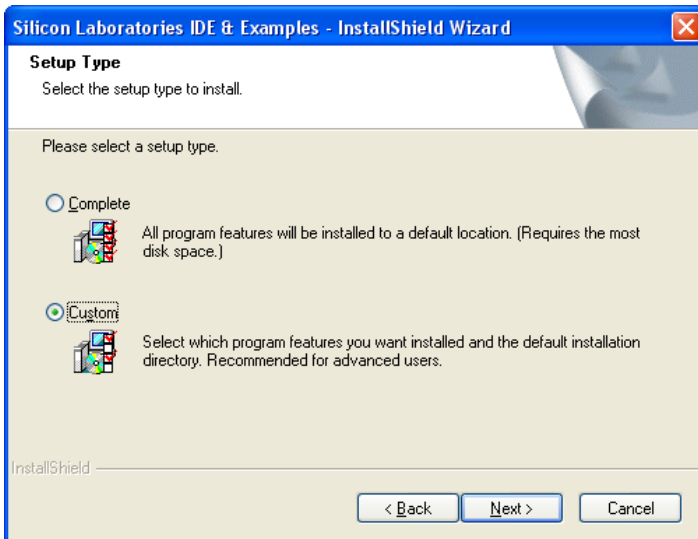 Silicon Laboratories IDE & Examples - InstallShield Wizard
Setup Type
Select the setup type to install.
Please select a setup type.
Complete
All program features will be installed to a default location. (Requires the most
disk space.)
Custom
Select which program features you want installed and the default installation
directory. Recommended for advanced users.
InstallShield
< Back
Next >
Cancel